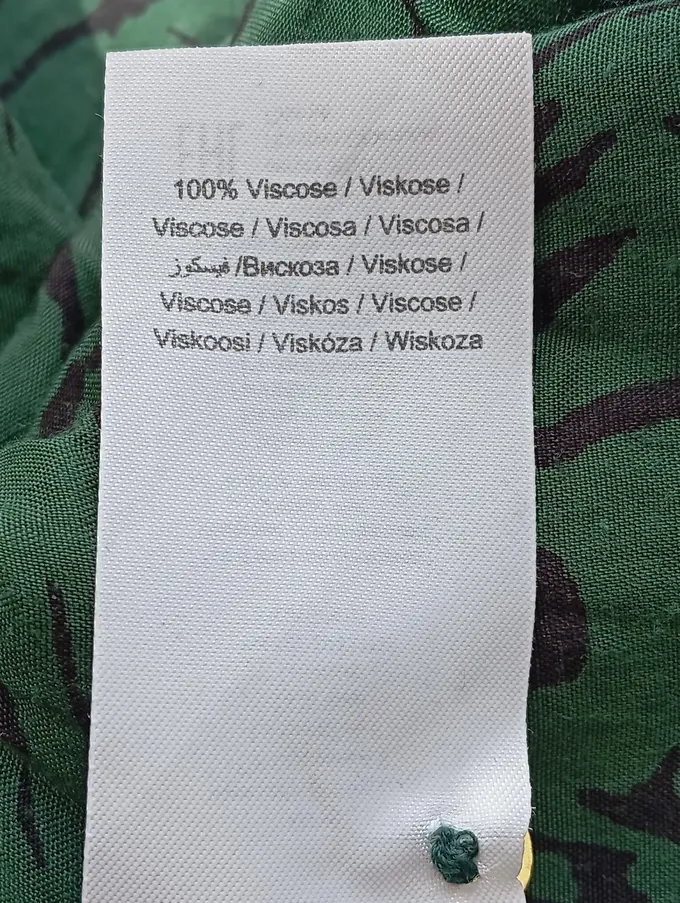 100% Viscose / Viskose /
Viscose / Viscosa / Viscosa /
فيسكوز /Вискоза / Viskose /
Viscose / Viskos / Viscose /
Viskoosi / Viskóza / Wiskoza